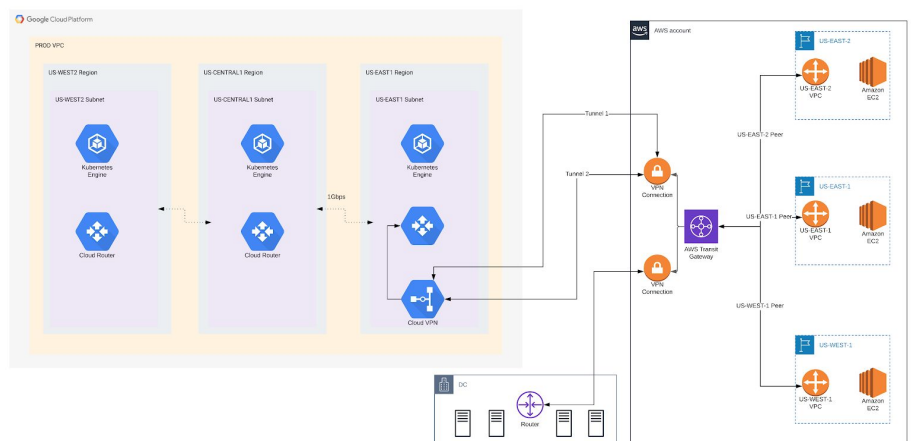 Google Cloud Platform
PROD VPC
US-WEST2 Region
US-WEST2 Subnet
Kubernetes
Engine
Cloud Router
US-CENTRAL1 Region
US-CENTRAL1 Subnet
Kubernetes
Engine
Cloud Router
1Gbps
US-EAST1 Region
US-EAST1 Subnet
Kubernetes
Engine
Cloud VPN
Tunnel 1
Tunnel 2
aws
AWS account
VPN
Connection
VPN
Connection
AWS Transit
Gateway
US-EAST-2 Peer
US-EAST-1 Peer
US-WEST-1 Peer
US-EAST-2
US-EAST-2
VPC
Amazon
EC2
US-EAST-1
US-EAST-1
VPC
Amazon
EC2
US-WEST-1
US-WEST-1
VPC
Amazon
EC2
DC
Router